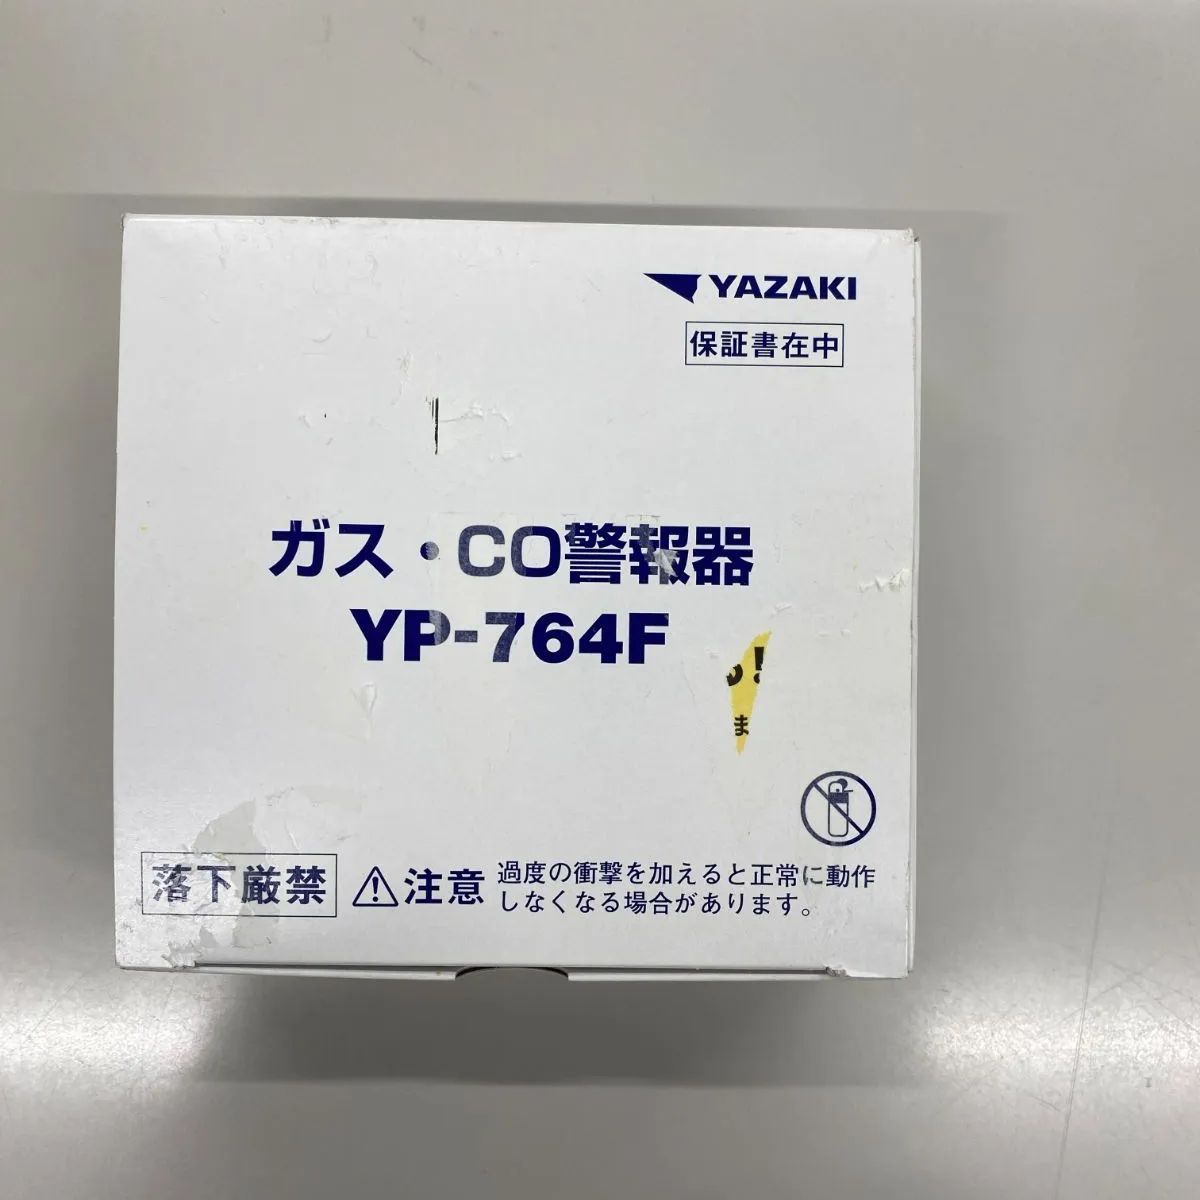 YAZAKI
保証書在中
ガス・CO警報器
YP-764F
ま
落下厳禁
注意 過度の衝撃を加えると正常に動作
しなくなる場合があります。